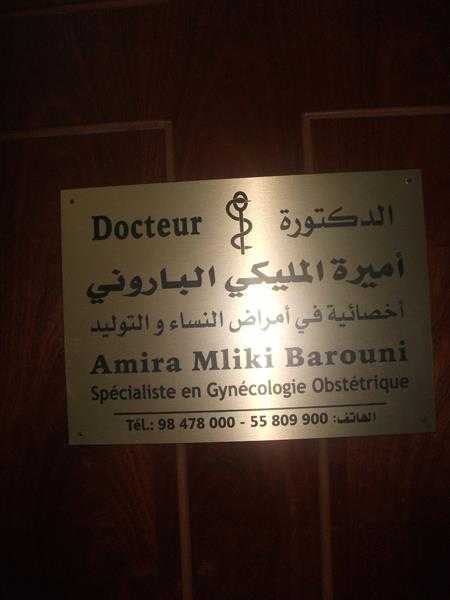 Docteur الدكتورة
أميرة المليكي الباروني
أخصائية في أمراض النساء و التوليد
Amira Mliki Barouni
Spécialiste en Gynécologie Obstétrique
Tél.: 98 478 000 - 55 809 900 :الهاتف